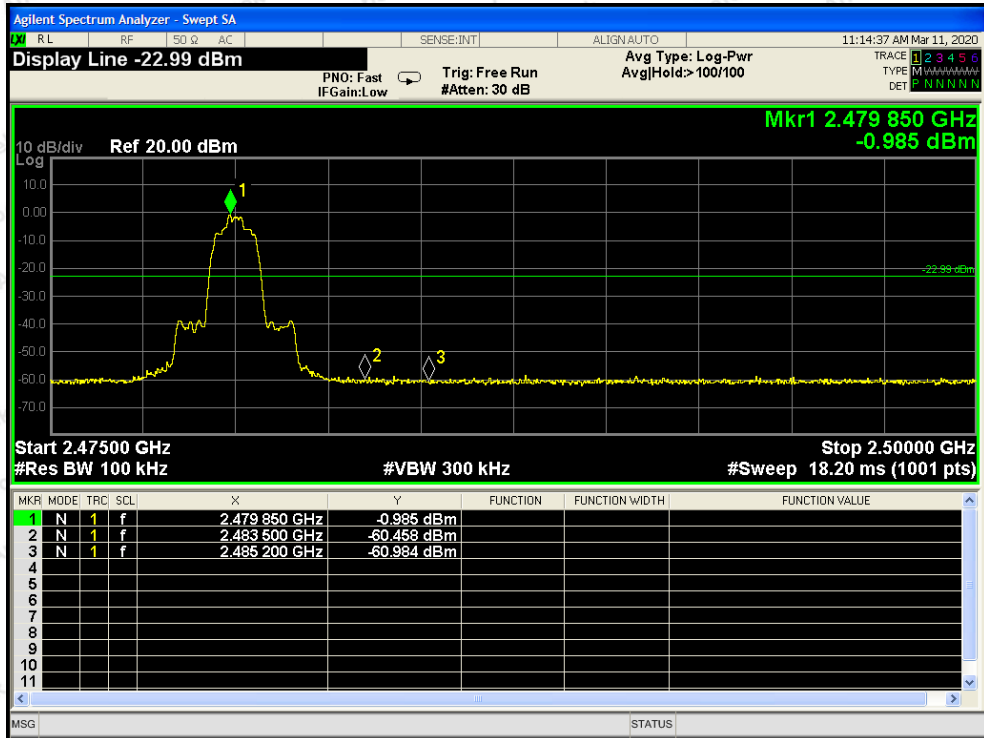 Agilent Spectrum Analyzer - Swept SA
LXI RL RF 50 Ω AC SENSE:INT ALIGN AUTO 11:14:37 AM Mar 11, 2020
Display Line -22.99 dBm
PNO: Fast
IFGain:Low
Trig: Free Run
#Atten: 30 dB
Avg Type: Log-Pwr
Avg|Hold:>100/100
TRACE 1 2 3 4 5 6
TYPE M WWWWW
DET P N N N N N
Mkr1 2.479 850 GHz
-0.985 dBm
10 dB/div Ref 20.00 dBm
Log
10.0
1
0.00
-10.0
-20.0
-22.99 dBm
-30.0
-40.0
-50.0
2
3
-60.0
-70.0
Start 2.47500 GHz Stop 2.50000 GHz
#Res BW 100 kHz #VBW 300 kHz #Sweep 18.20 ms (1001 pts)
MKR MODE TRC SCL X Y FUNCTION FUNCTION WIDTH FUNCTION VALUE
1 N 1 f 2.479 850 GHz -0.985 dBm
2 N 1 f 2.483 500 GHz -60.458 dBm
3 N 1 f 2.485 200 GHz -60.984 dBm
4
5
6
7
8
9
10
11
MSG STATUS